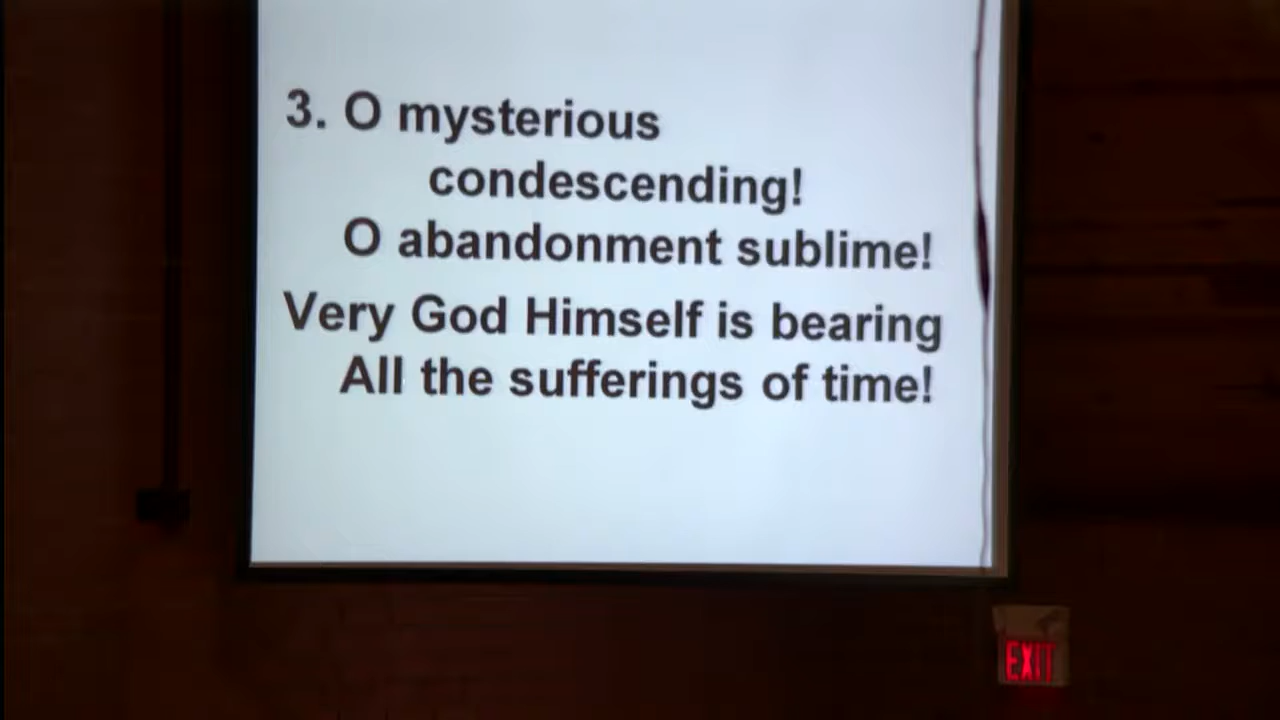 3. O mysterious
condescending!
O abandonment sublime!
Very God Himself is bearing
All the sufferings of time!
EXIT